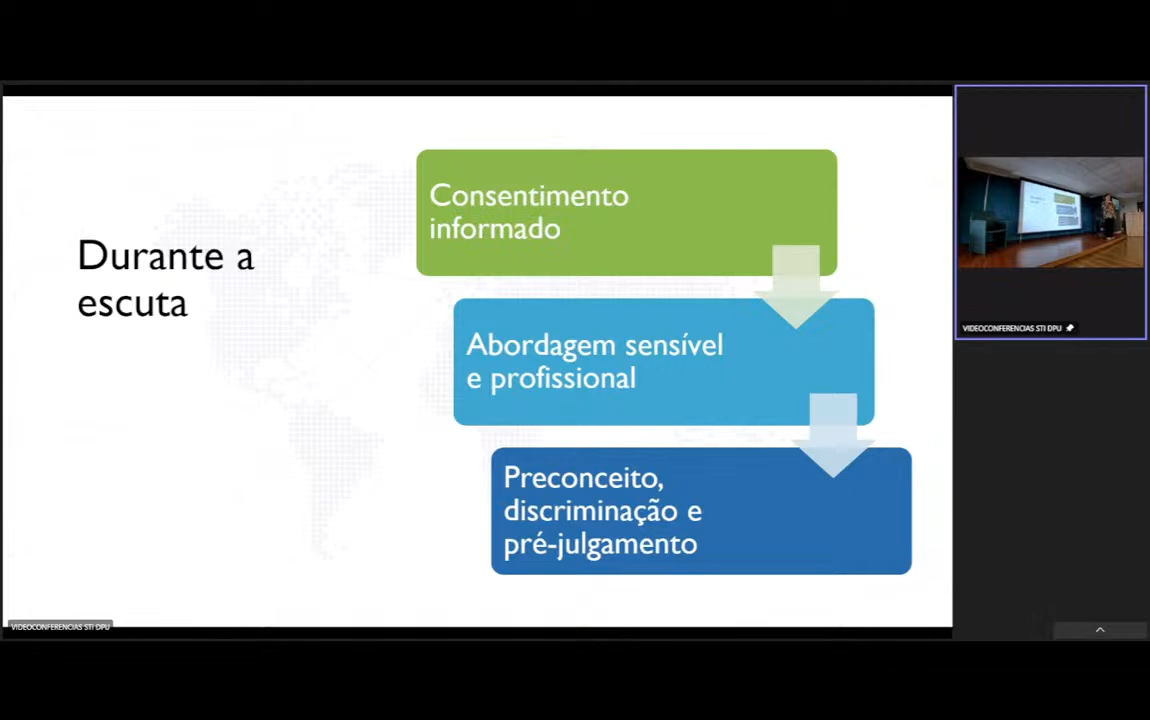 Durante a
escuta
Consentimento
informado
Abordagem sensível
e profissional
Preconceito,
discriminação e
pré-julgamento
VIDEOCONFERENCIAS STI DPU
VIDEOCONFERENCIAS STI DPU